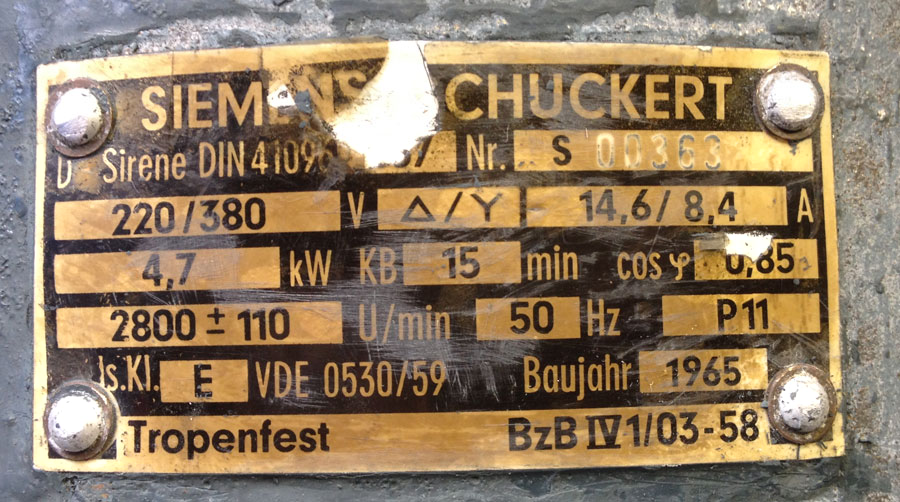 SIEMENS CHUCKERT
D- Sirene DIN 41096 Nr. S 00363
220/380 V Δ/Y 14,6/8,4 A
4,7 kW KB 15 min cos φ 0,85
2800 ± 110 U/min 50 Hz P11
Is.Kl. E VDE 0530/59 Baujahr 1965
Tropenfest BzB IV 1/03-58